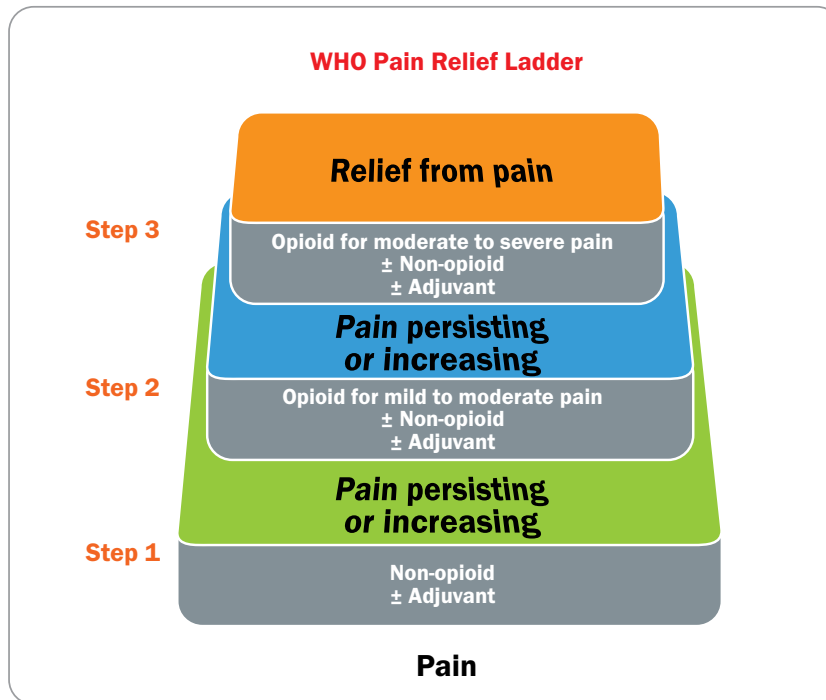 WHO Pain Relief Ladder
Relief from pain
Step 3
Opioid for moderate to severe pain
± Non-opioid
± Adjuvant
Pain persisting
or increasing
Step 2
Opioid for mild to moderate pain
± Non-opioid
± Adjuvant
Pain persisting
or increasing
Step 1
Non-opioid
± Adjuvant
Pain